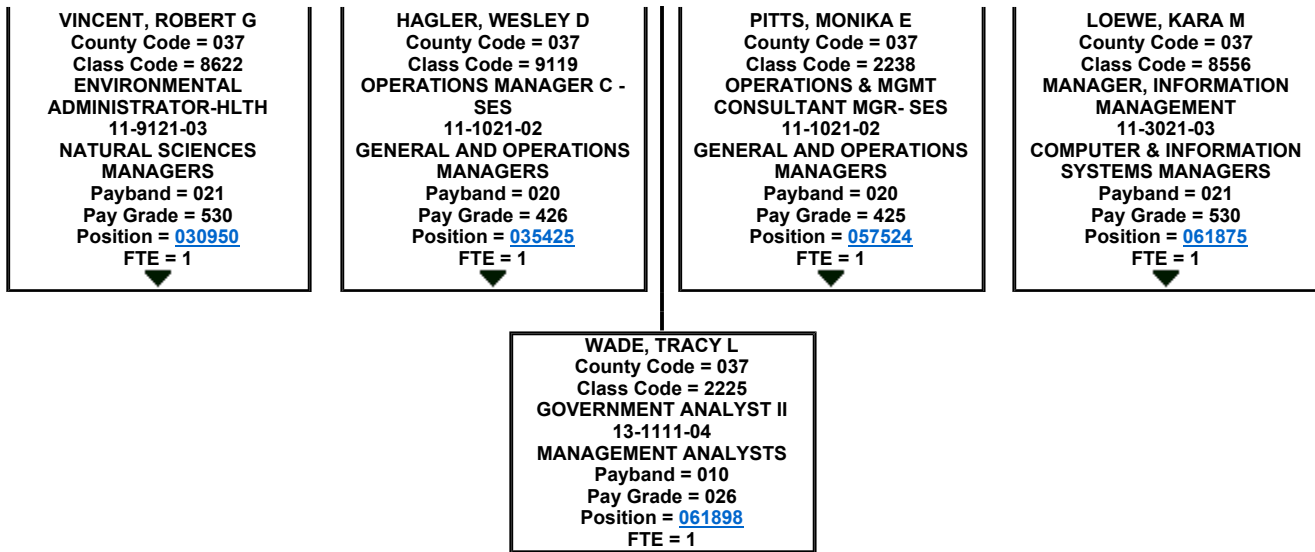 VINCENT, ROBERT G
County Code = 037
Class Code = 8622
ENVIRONMENTAL
ADMINISTRATOR-HLTH
11-9121-03
NATURAL SCIENCES
MANAGERS
Payband = 021
Pay Grade = 530
Position = 030950
FTE = 1
HAGLER, WESLEY D
County Code = 037
Class Code = 9119
OPERATIONS MANAGER C -
SES
11-1021-02
GENERAL AND OPERATIONS
MANAGERS
Payband = 020
Pay Grade = 426
Position = 035425
FTE = 1
PITTS, MONIKA E
County Code = 037
Class Code = 2238
OPERATIONS & MGMT
CONSULTANT MGR- SES
11-1021-02
GENERAL AND OPERATIONS
MANAGERS
Payband = 020
Pay Grade = 425
Position = 057524
FTE = 1
LOEWE, KARA M
County Code = 037
Class Code = 8556
MANAGER, INFORMATION
MANAGEMENT
11-3021-03
COMPUTER & INFORMATION
SYSTEMS MANAGERS
Payband = 021
Pay Grade = 530
Position = 061875
FTE = 1
WADE, TRACY L
County Code = 037
Class Code = 2225
GOVERNMENT ANALYST II
13-1111-04
MANAGEMENT ANALYSTS
Payband = 010
Pay Grade = 026
Position = 061898
FTE = 1